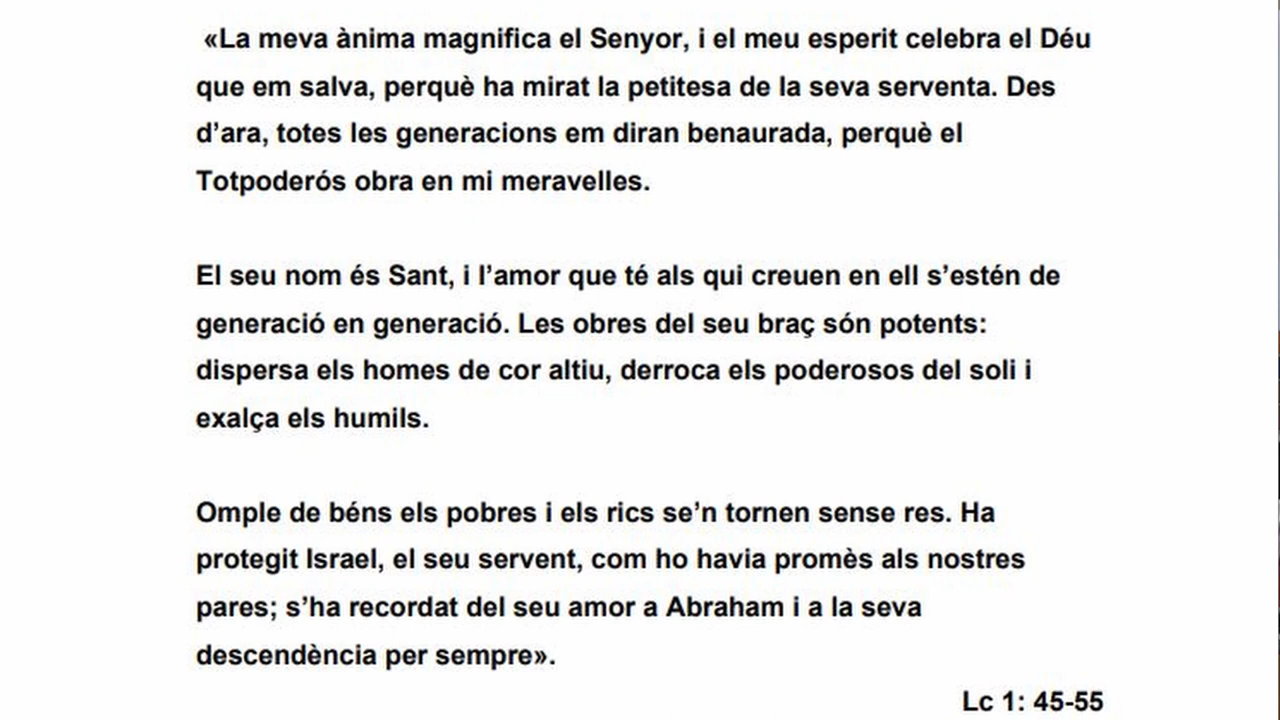 «La meva ànima magnifica el Senyor, i el meu esperit celebra el Déu
que em salva, perquè ha mirat la petitesa de la seva serventa. Des
d’ara, totes les generacions em diran benaurada, perquè el
Totpoderós obra en mi meravelles.
El seu nom és Sant, i l’amor que té als qui creuen en ell s’estén de
generació en generació. Les obres del seu braç són potents:
dispersa els homes de cor altiu, derroca els poderosos del soli i
exalça els humils.
Omple de béns els pobres i els rics se’n tornen sense res. Ha
protegit Israel, el seu servent, com ho havia promès als nostres
pares; s’ha recordat del seu amor a Abraham i a la seva
descendència per sempre».
Lc 1: 45-55